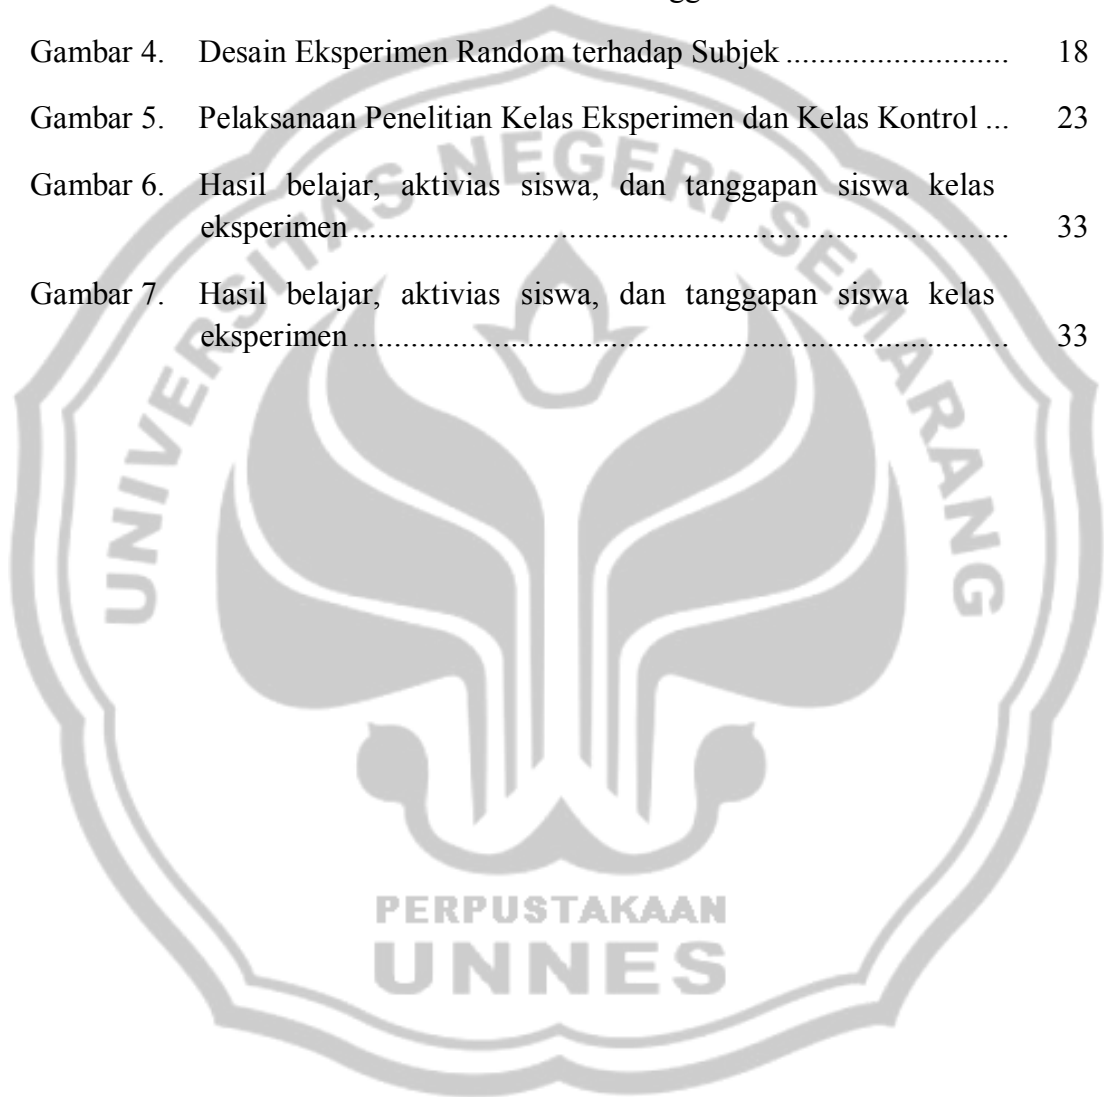 Gambar 4. Desain Eksperimen Random terhadap Subjek ........................... 18
Gambar 5. Pelaksanaan Penelitian Kelas Eksperimen dan Kelas Kontrol ... 23
Gambar 6. Hasil belajar, aktivias siswa, dan tanggapan siswa kelas
eksperimen ............................................................................... 33
Gambar 7. Hasil belajar, aktivias siswa, dan tanggapan siswa kelas
eksperimen ............................................................................... 33
UNIVERSITAS NEGERI SEMARANG
PERPUSTAKAAN
UNNES